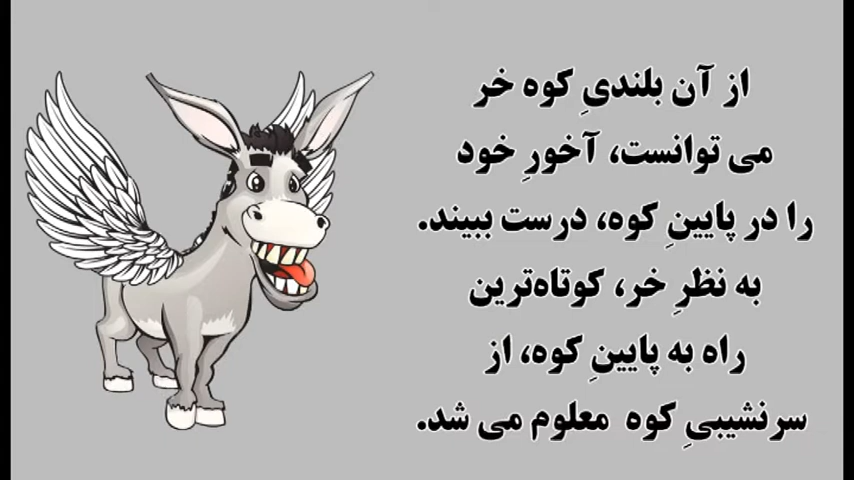 از آن بلندیِ کوه خر
می توانست، آخورِ خود
را در پایینِ کوه، درست ببیند.
به نظرِ خر، کوتاه‌ترین
راه به پایینِ کوه، از
سرنشیبیِ کوه معلوم می شد.